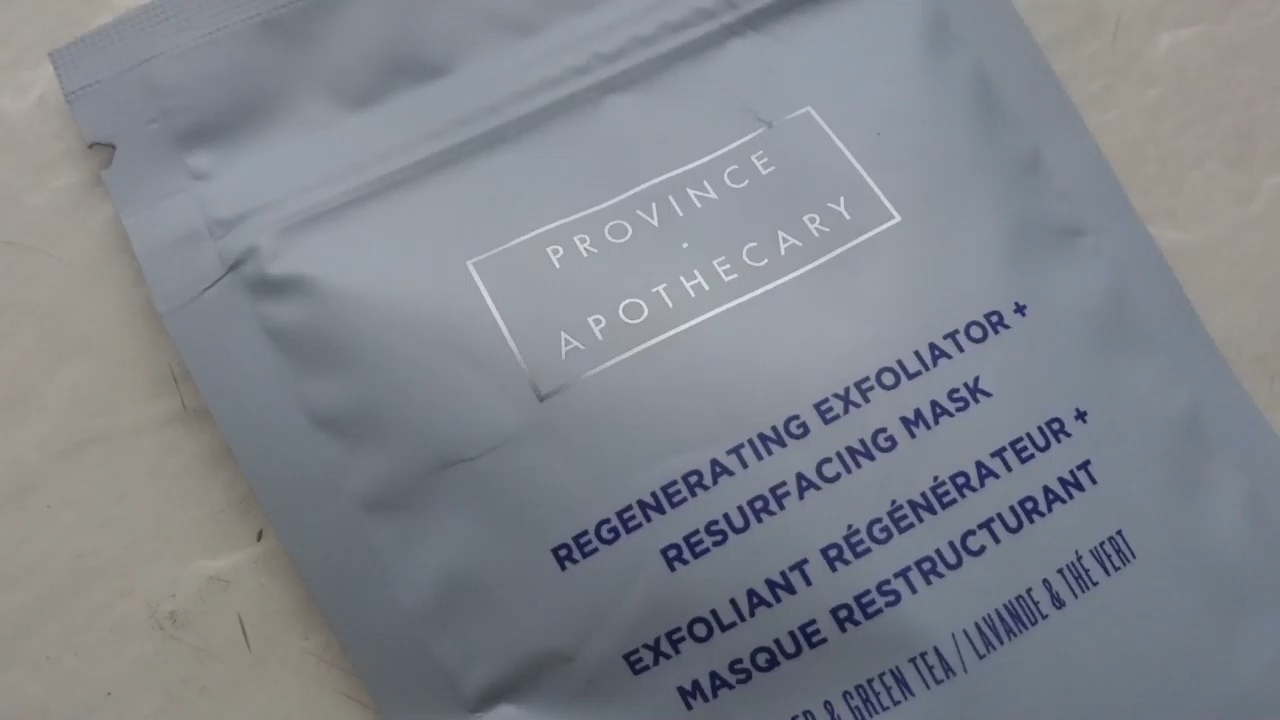 PROVINCE
·
APOTHECARY
REGENERATING EXFOLIATOR +
RESURFACING MASK
EXFOLIANT RÉGÉNÉRATEUR +
MASQUE RESTRUCTURANT
& GREEN TEA / LAVANDE & THÉ VERT